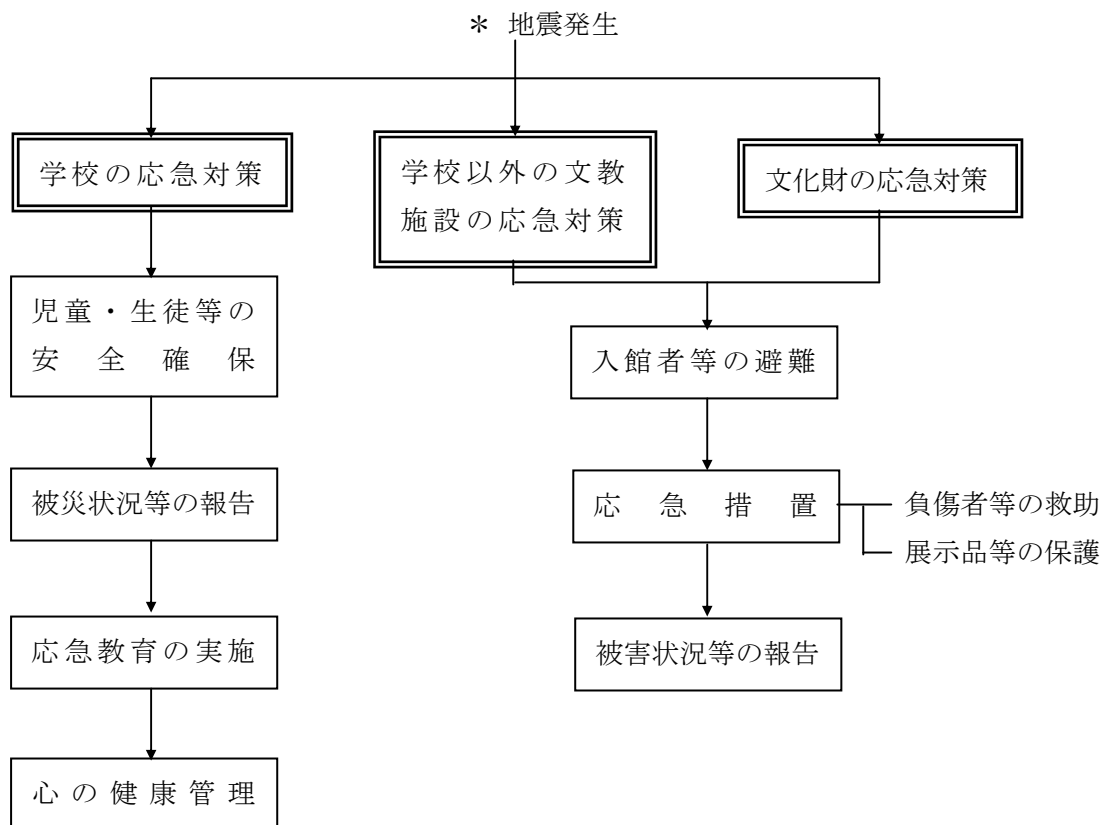 ＊ 地震発生
学校の応急対策
学校以外の文教
施設の応急対策
文化財の応急対策
児童・生徒等の
安全確保
入館者等の避難
被災状況等の報告
応急措置
負傷者等の救助
展示品等の保護
応急教育の実施
被害状況等の報告
心の健康管理